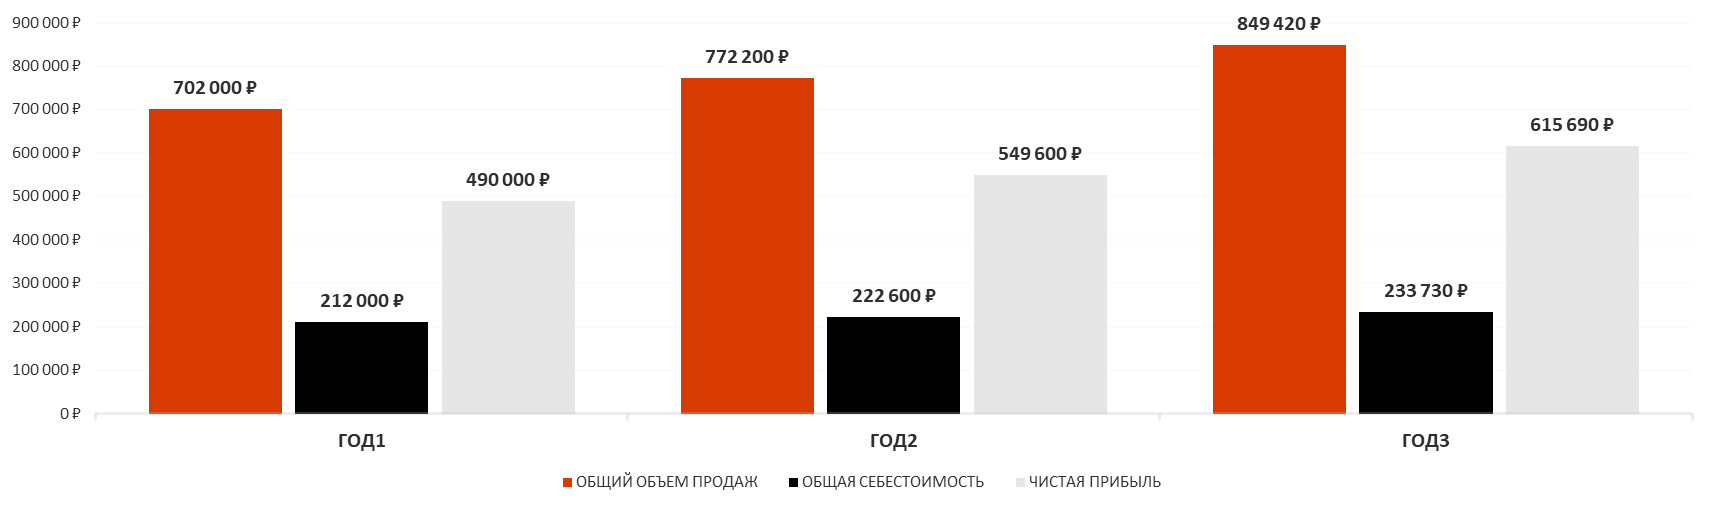 900 000 ₽
800 000 ₽
700 000 ₽
600 000 ₽
500 000 ₽
400 000 ₽
300 000 ₽
200 000 ₽
100 000 ₽
0 ₽
702 000 ₽
212 000 ₽
490 000 ₽
772 200 ₽
222 600 ₽
549 600 ₽
849 420 ₽
233 730 ₽
615 690 ₽
ГОД1 ГОД2 ГОД3
ОБЩИЙ ОБЪЕМ ПРОДАЖ ОБЩАЯ СЕБЕСТОИМОСТЬ ЧИСТАЯ ПРИБЫЛЬ